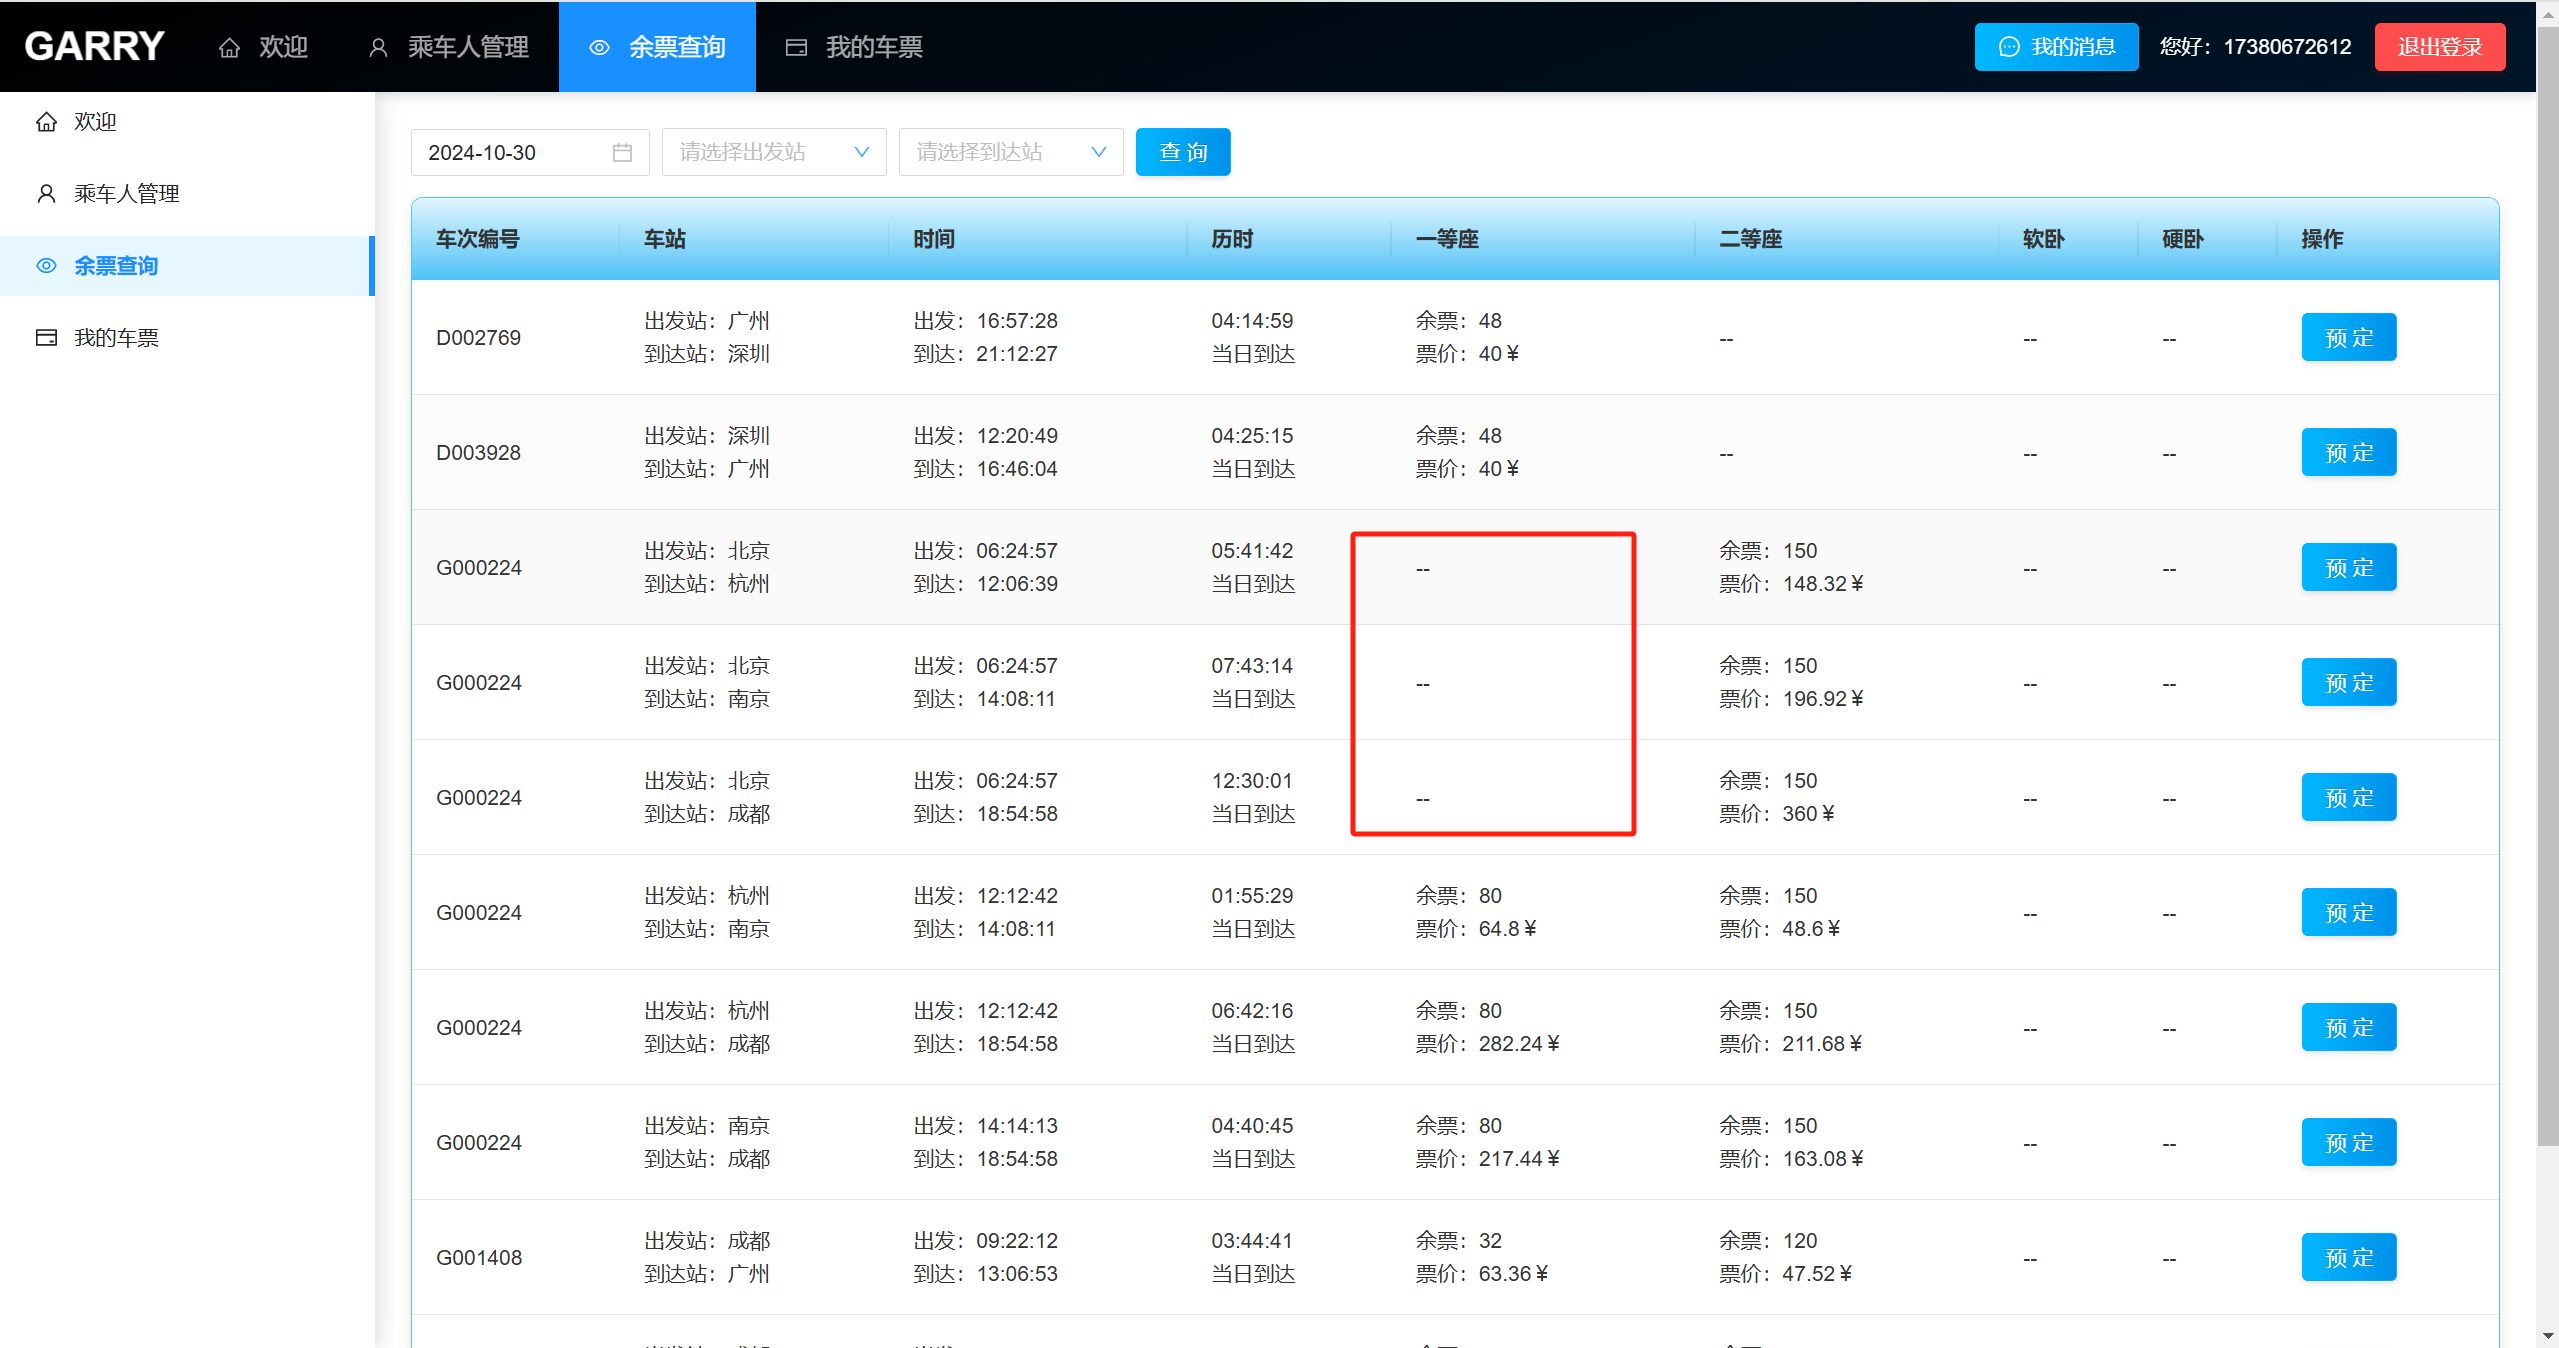 GARRY 欢迎 乘车人管理 余票查询 我的车票 我的消息 您好：17380672612 退出登录
欢迎
乘车人管理
余票查询
我的车票
2024-10-30 请选择出发站 请选择到达站 查 询
车次编号 车站 时间 历时 一等座 二等座 软卧 硬卧 操作
D002769 出发站：广州 出发：16:57:28 04:14:59 余票：48 -- -- -- 预 定
到达站：深圳 到达：21:12:27 当日到达 票价：40￥
D003928 出发站：深圳 出发：12:20:49 04:25:15 余票：48 -- -- -- 预 定
到达站：广州 到达：16:46:04 当日到达 票价：40￥
G000224 出发站：北京 出发：06:24:57 05:41:42 -- 余票：150 -- -- 预 定
到达站：杭州 到达：12:06:39 当日到达 票价：148.32￥
G000224 出发站：北京 出发：06:24:57 07:43:14 -- 余票：150 -- -- 预 定
到达站：南京 到达：14:08:11 当日到达 票价：196.92￥
G000224 出发站：北京 出发：06:24:57 12:30:01 -- 余票：150 -- -- 预 定
到达站：成都 到达：18:54:58 当日到达 票价：360￥
G000224 出发站：杭州 出发：12:12:42 01:55:29 余票：80 余票：150 -- -- 预 定
到达站：南京 到达：14:08:11 当日到达 票价：64.8￥ 票价：48.6￥
G000224 出发站：杭州 出发：12:12:42 06:42:16 余票：80 余票：150 -- -- 预 定
到达站：成都 到达：18:54:58 当日到达 票价：282.24￥ 票价：211.68￥
G000224 出发站：南京 出发：14:14:13 04:40:45 余票：80 余票：150 -- -- 预 定
到达站：成都 到达：18:54:58 当日到达 票价：217.44￥ 票价：163.08￥
G001408 出发站：成都 出发：09:22:12 03:44:41 余票：32 余票：120 -- -- 预 定
到达站：广州 到达：13:06:53 当日到达 票价：63.36￥ 票价：47.52￥